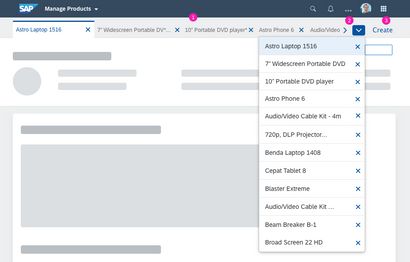 SAP Manage Products
Astro Laptop 1516
7" Widescreen Portable DV*...
10" Portable DVD player*
Astro Phone 6
Audio/Video
Create
Astro Laptop 1516
7" Widescreen Portable DVD
10" Portable DVD player
Astro Phone 6
Audio/Video Cable Kit - 4m
720p, DLP Projector...
Benda Laptop 1408
Cepat Tablet 8
Blaster Extreme
Audio/Video Cable Kit ...
Beam Breaker B-1
Broad Screen 22 HD